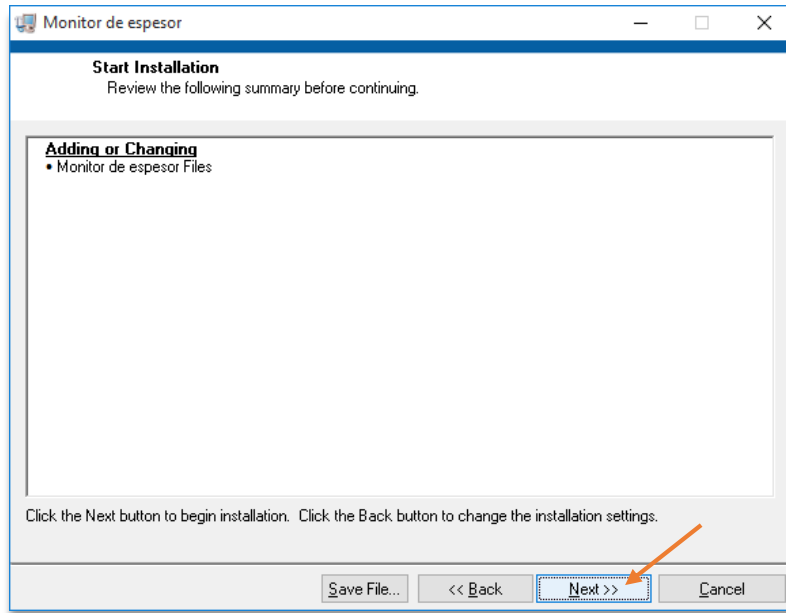 Monitor de espesor
Start Installation
Review the following summary before continuing.
Adding or Changing
• Monitor de espesor Files
Click the Next button to begin installation. Click the Back button to change the installation settings.
Save File... << Back Next >> Cancel